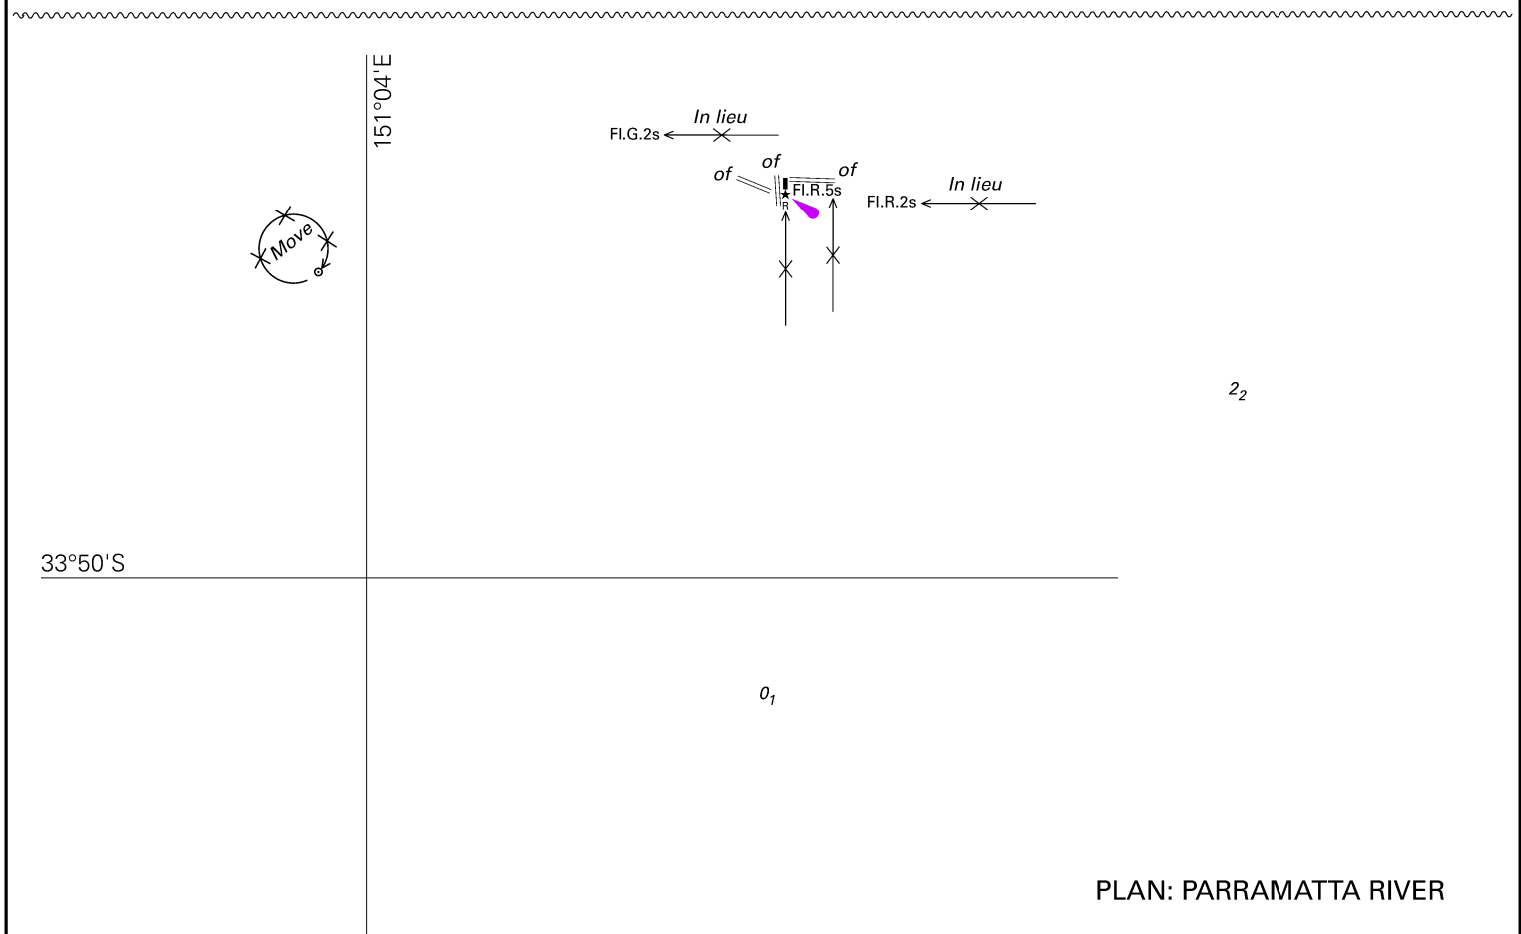 151°04'E
In lieu
Fl.G.2s
of
of
of
Fl.R.5s
R
In lieu
Fl.R.2s
Move
2₂
33°50'S
0₁
PLAN: PARRAMATTA RIVER